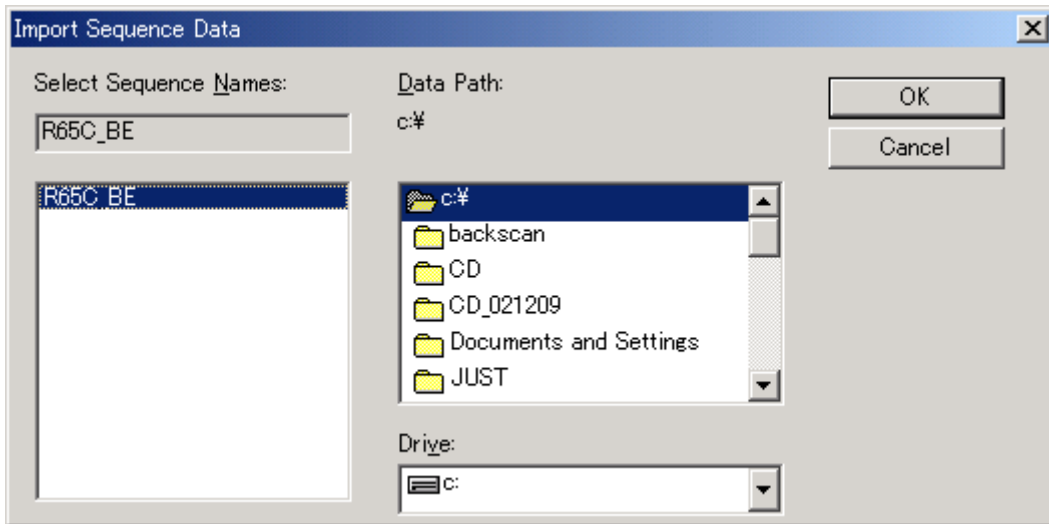 Import Sequence Data
Select Sequence Names:
R65C_BE
R65C_BE
Data Path:
c:¥
c:¥
backscan
CD
CD_021209
Documents and Settings
JUST
Drive:
c:
OK
Cancel